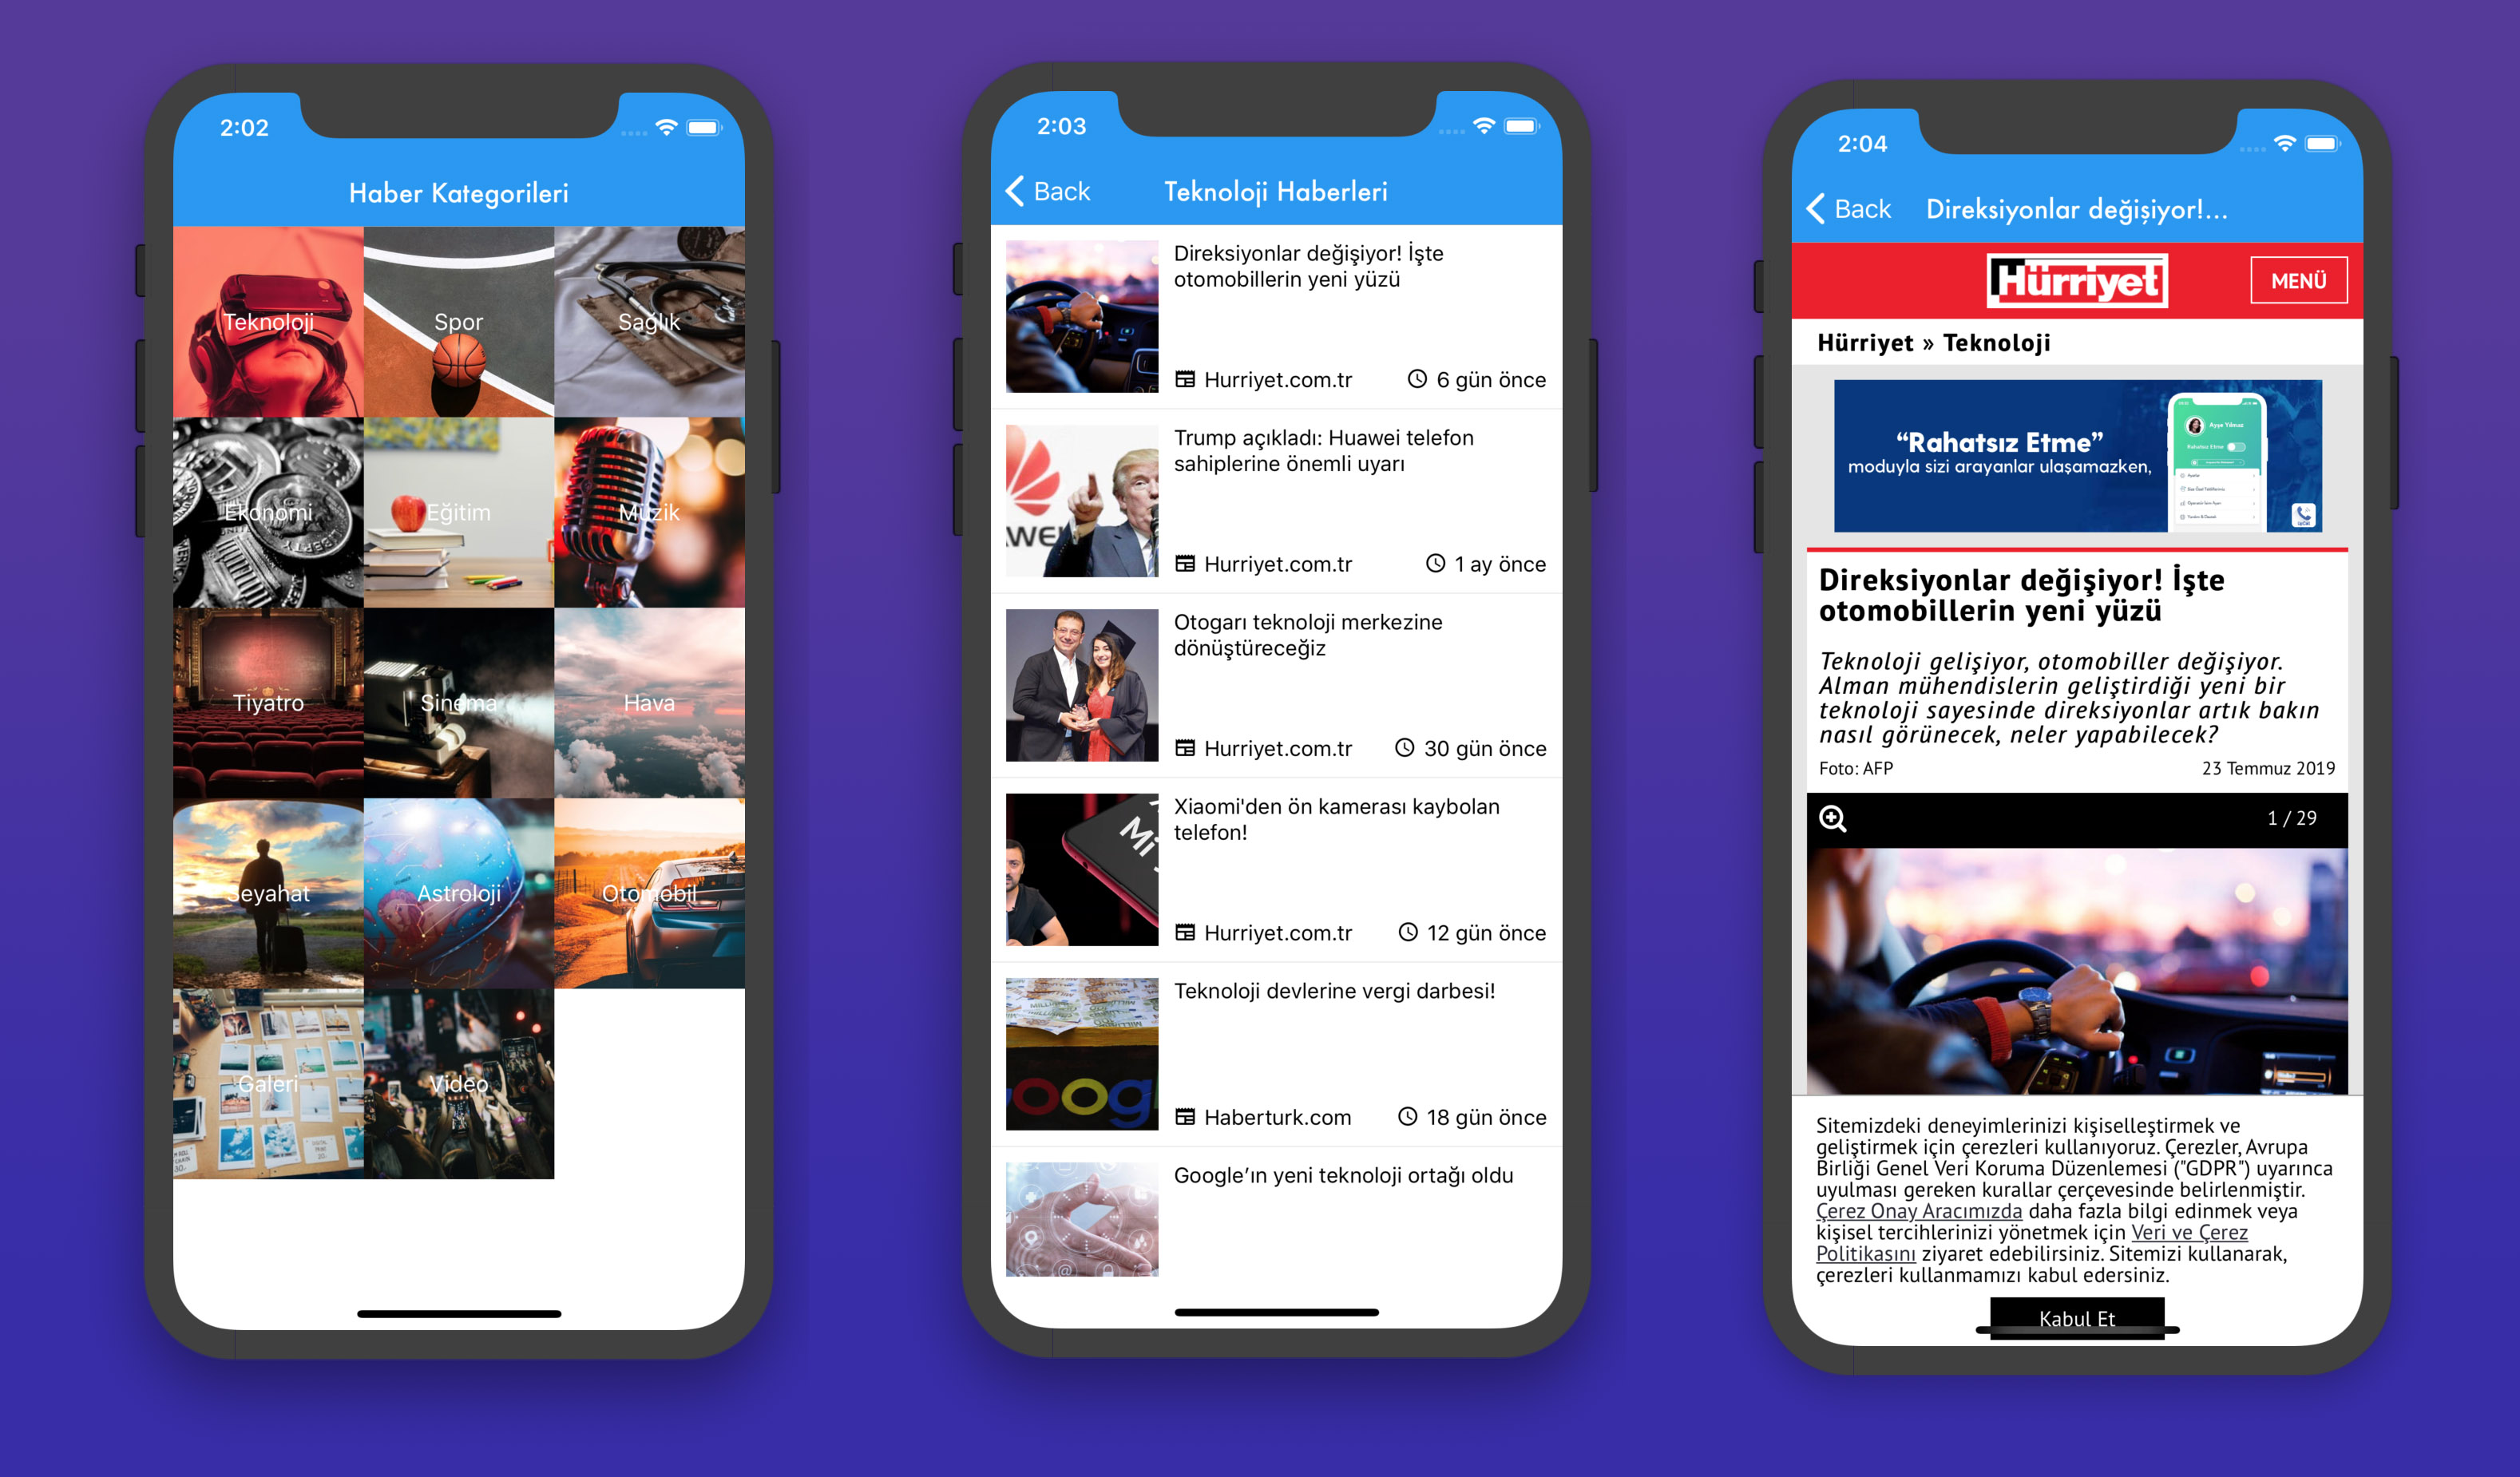 2:02
Haber Kategorileri
Teknoloji
Spor
Sağlık
Ekonomi
Eğitim
Müzik
Tiyatro
Sinema
Hava
Seyahat
Astroloji
Otomobil
Galeri
Video
2:03
Back
Teknoloji Haberleri
Direksiyonlar değişiyor! İşte
otomobillerin yeni yüzü
Hurriyet.com.tr
6 gün önce
Trump açıkladı: Huawei telefon
sahiplerine önemli uyarı
Hurriyet.com.tr
1 ay önce
Otogarı teknoloji merkezine
dönüştüreceğiz
Hurriyet.com.tr
30 gün önce
Xiaomi'den ön kamerası kaybolan
telefon!
Hurriyet.com.tr
12 gün önce
Teknoloji devlerine vergi darbesi!
Haberturk.com
18 gün önce
Google’ın yeni teknoloji ortağı oldu
2:04
Back
Direksiyonlar değişiyor!...
Hürriyet
MENÜ
Hürriyet » Teknoloji
“Rahatsız Etme”
moduyla sizi arayanlar ulaşamazken,
Ayşe Yılmaz
Rahatsız Etme
Direksiyonlar değişiyor! İşte
otomobillerin yeni yüzü
Teknoloji gelişiyor, otomobiller değişiyor.
Alman mühendislerin geliştirdiği yeni bir
teknoloji sayesinde direksiyonlar artık bakın
nasıl görünecek, neler yapabilecek?
Foto: AFP
23 Temmuz 2019
1 / 29
Sitemizdeki deneyimlerinizi kişiselleştirmek ve
geliştirmek için çerezleri kullanıyoruz. Çerezler, Avrupa
Birliği Genel Veri Koruma Düzenlemesi ("GDPR") uyarınca
uyulması gereken kurallar çerçevesinde belirlenmiştir.
Çerez Onay Aracımızda daha fazla bilgi edinmek veya
kişisel tercihlerinizi yönetmek için Veri ve Çerez
Politikasını ziyaret edebilirsiniz. Sitemizi kullanarak,
çerezleri kullanmamızı kabul edersiniz.
Kabul Et